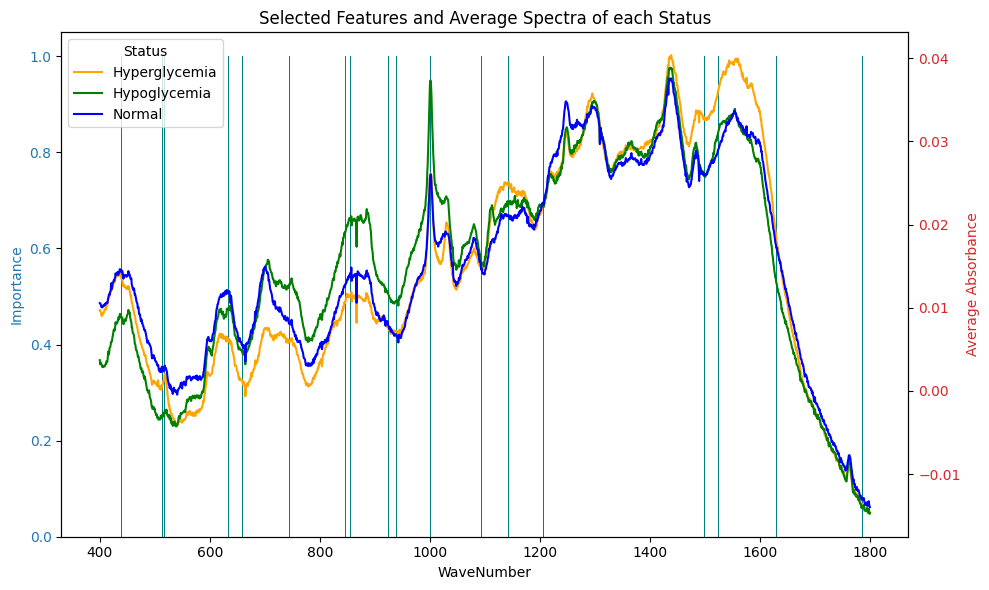 Selected Features and Average Spectra of each Status
Status
Hyperglycemia
Hypoglycemia
Normal
Importance
1.0
0.8
0.6
0.4
0.2
0.0
Average Absorbance
0.04
0.03
0.02
0.01
0.00
−0.01
400 600 800 1000 1200 1400 1600 1800
WaveNumber